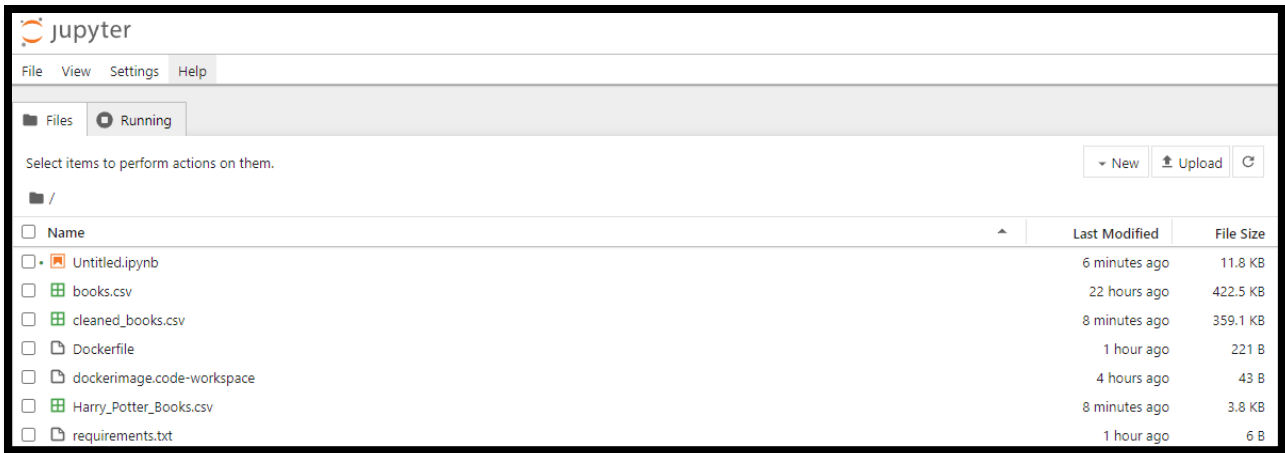 jupyter
File View Settings Help
Files Running
Select items to perform actions on them.
New Upload
/
Name Last Modified File Size
Untitled.ipynb 6 minutes ago 11.8 KB
books.csv 22 hours ago 422.5 KB
cleaned_books.csv 8 minutes ago 359.1 KB
Dockerfile 1 hour ago 221 B
dockerimage.code-workspace 4 hours ago 43 B
Harry_Potter_Books.csv 8 minutes ago 3.8 KB
requirements.txt 1 hour ago 6 B